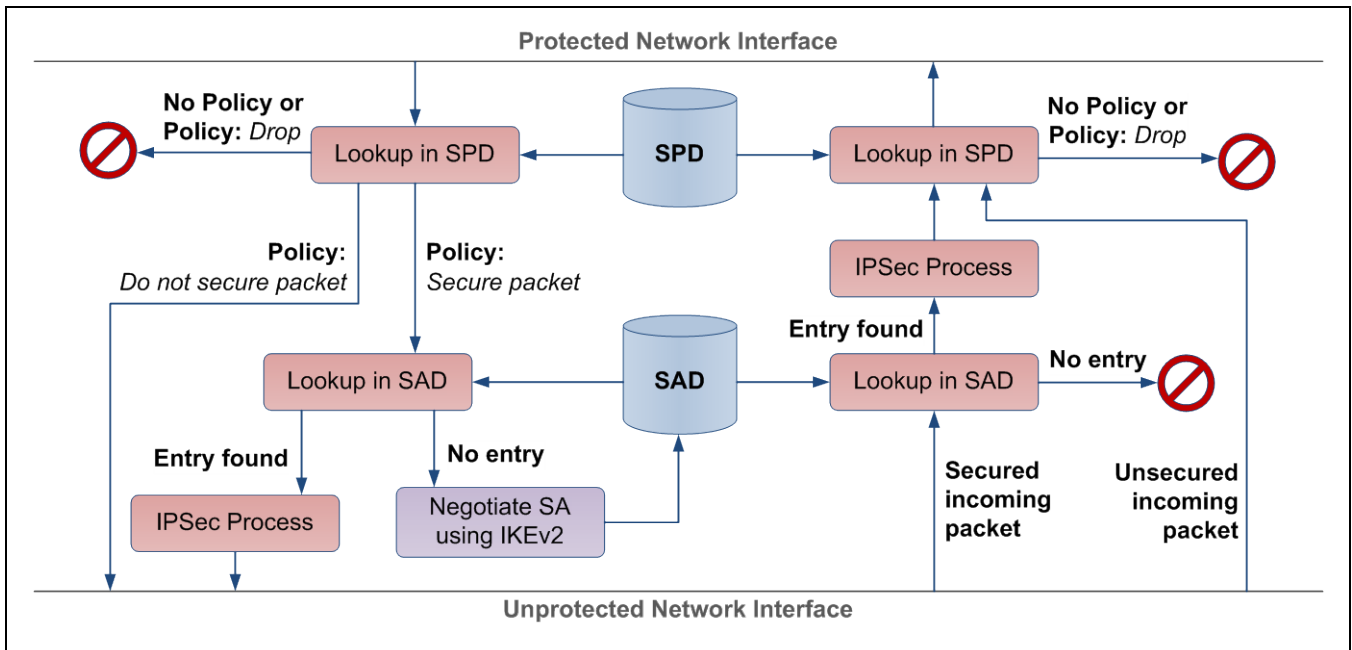 Protected Network Interface
No Policy or
Policy: Drop
Lookup in SPD
SPD
Lookup in SPD
No Policy or
Policy: Drop
Policy:
Do not secure packet
Policy:
Secure packet
IPSec Process
Entry found
Lookup in SAD
SAD
Lookup in SAD
No entry
Entry found
No entry
IPSec Process
Negotiate SA
using IKEv2
Secured
incoming
packet
Unsecured
incoming
packet
Unprotected Network Interface